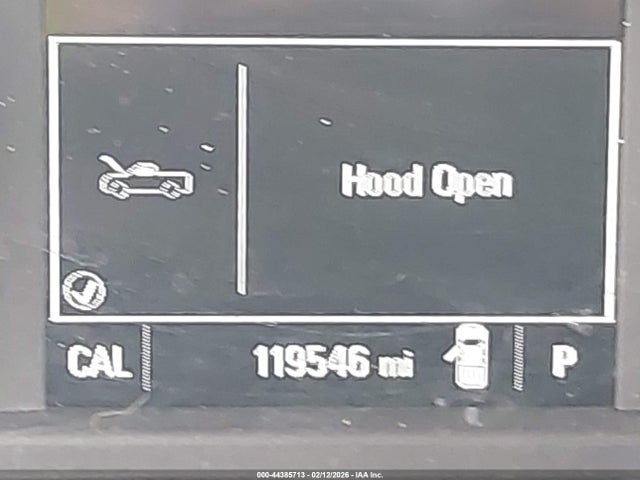 Hood Open
CAL 119546 mi P
000-44385713 - 02/12/2026 - IAA Inc.